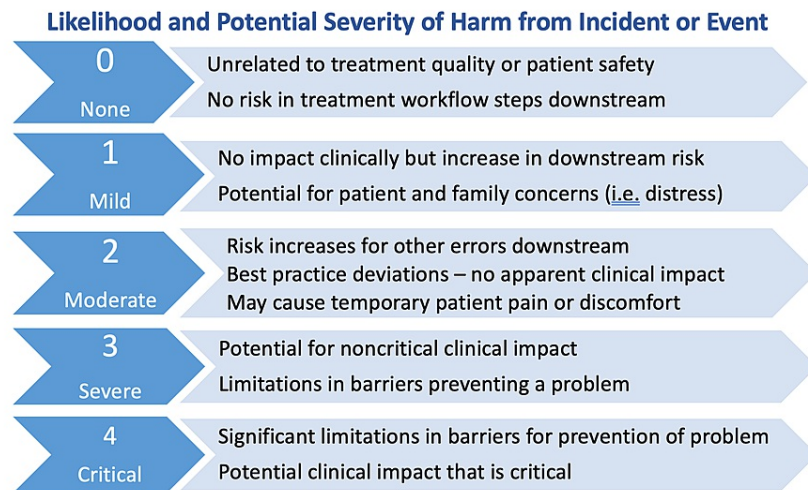 Likelihood and Potential Severity of Harm from Incident or Event
0
None
Unrelated to treatment quality or patient safety
No risk in treatment workflow steps downstream
1
Mild
No impact clinically but increase in downstream risk
Potential for patient and family concerns (i.e. distress)
2
Moderate
Risk increases for other errors downstream
Best practice deviations – no apparent clinical impact
May cause temporary patient pain or discomfort
3
Severe
Potential for noncritical clinical impact
Limitations in barriers preventing a problem
4
Critical
Significant limitations in barriers for prevention of problem
Potential clinical impact that is critical